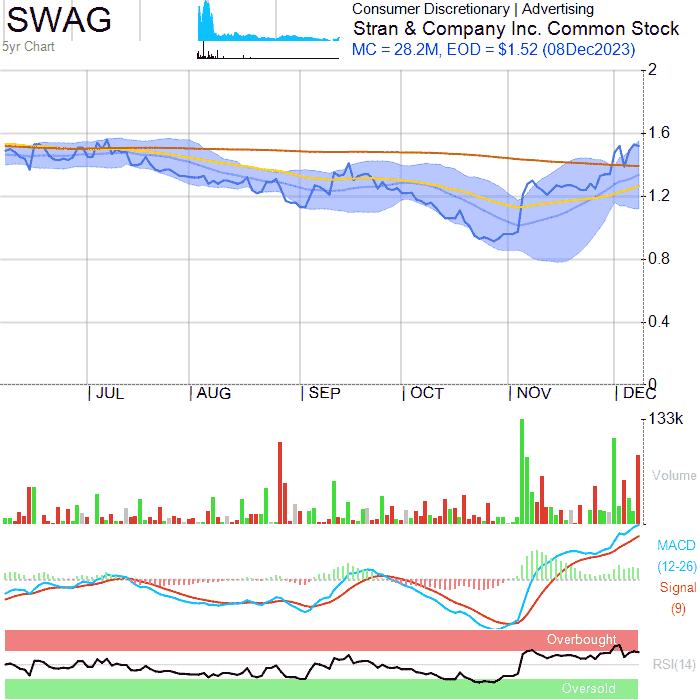 SWAG
5yr Chart
Consumer Discretionary | Advertising
Stran & Company Inc. Common Stock
MC = 28.2M, EOD = $1.52 (08Dec2023)
2
1.6
1.2
0.8
0.4
0
JUL AUG SEP OCT NOV DEC
133k
Volume
MACD
(12-26)
Signal
(9)
Overbought
RSI(14)
Oversold